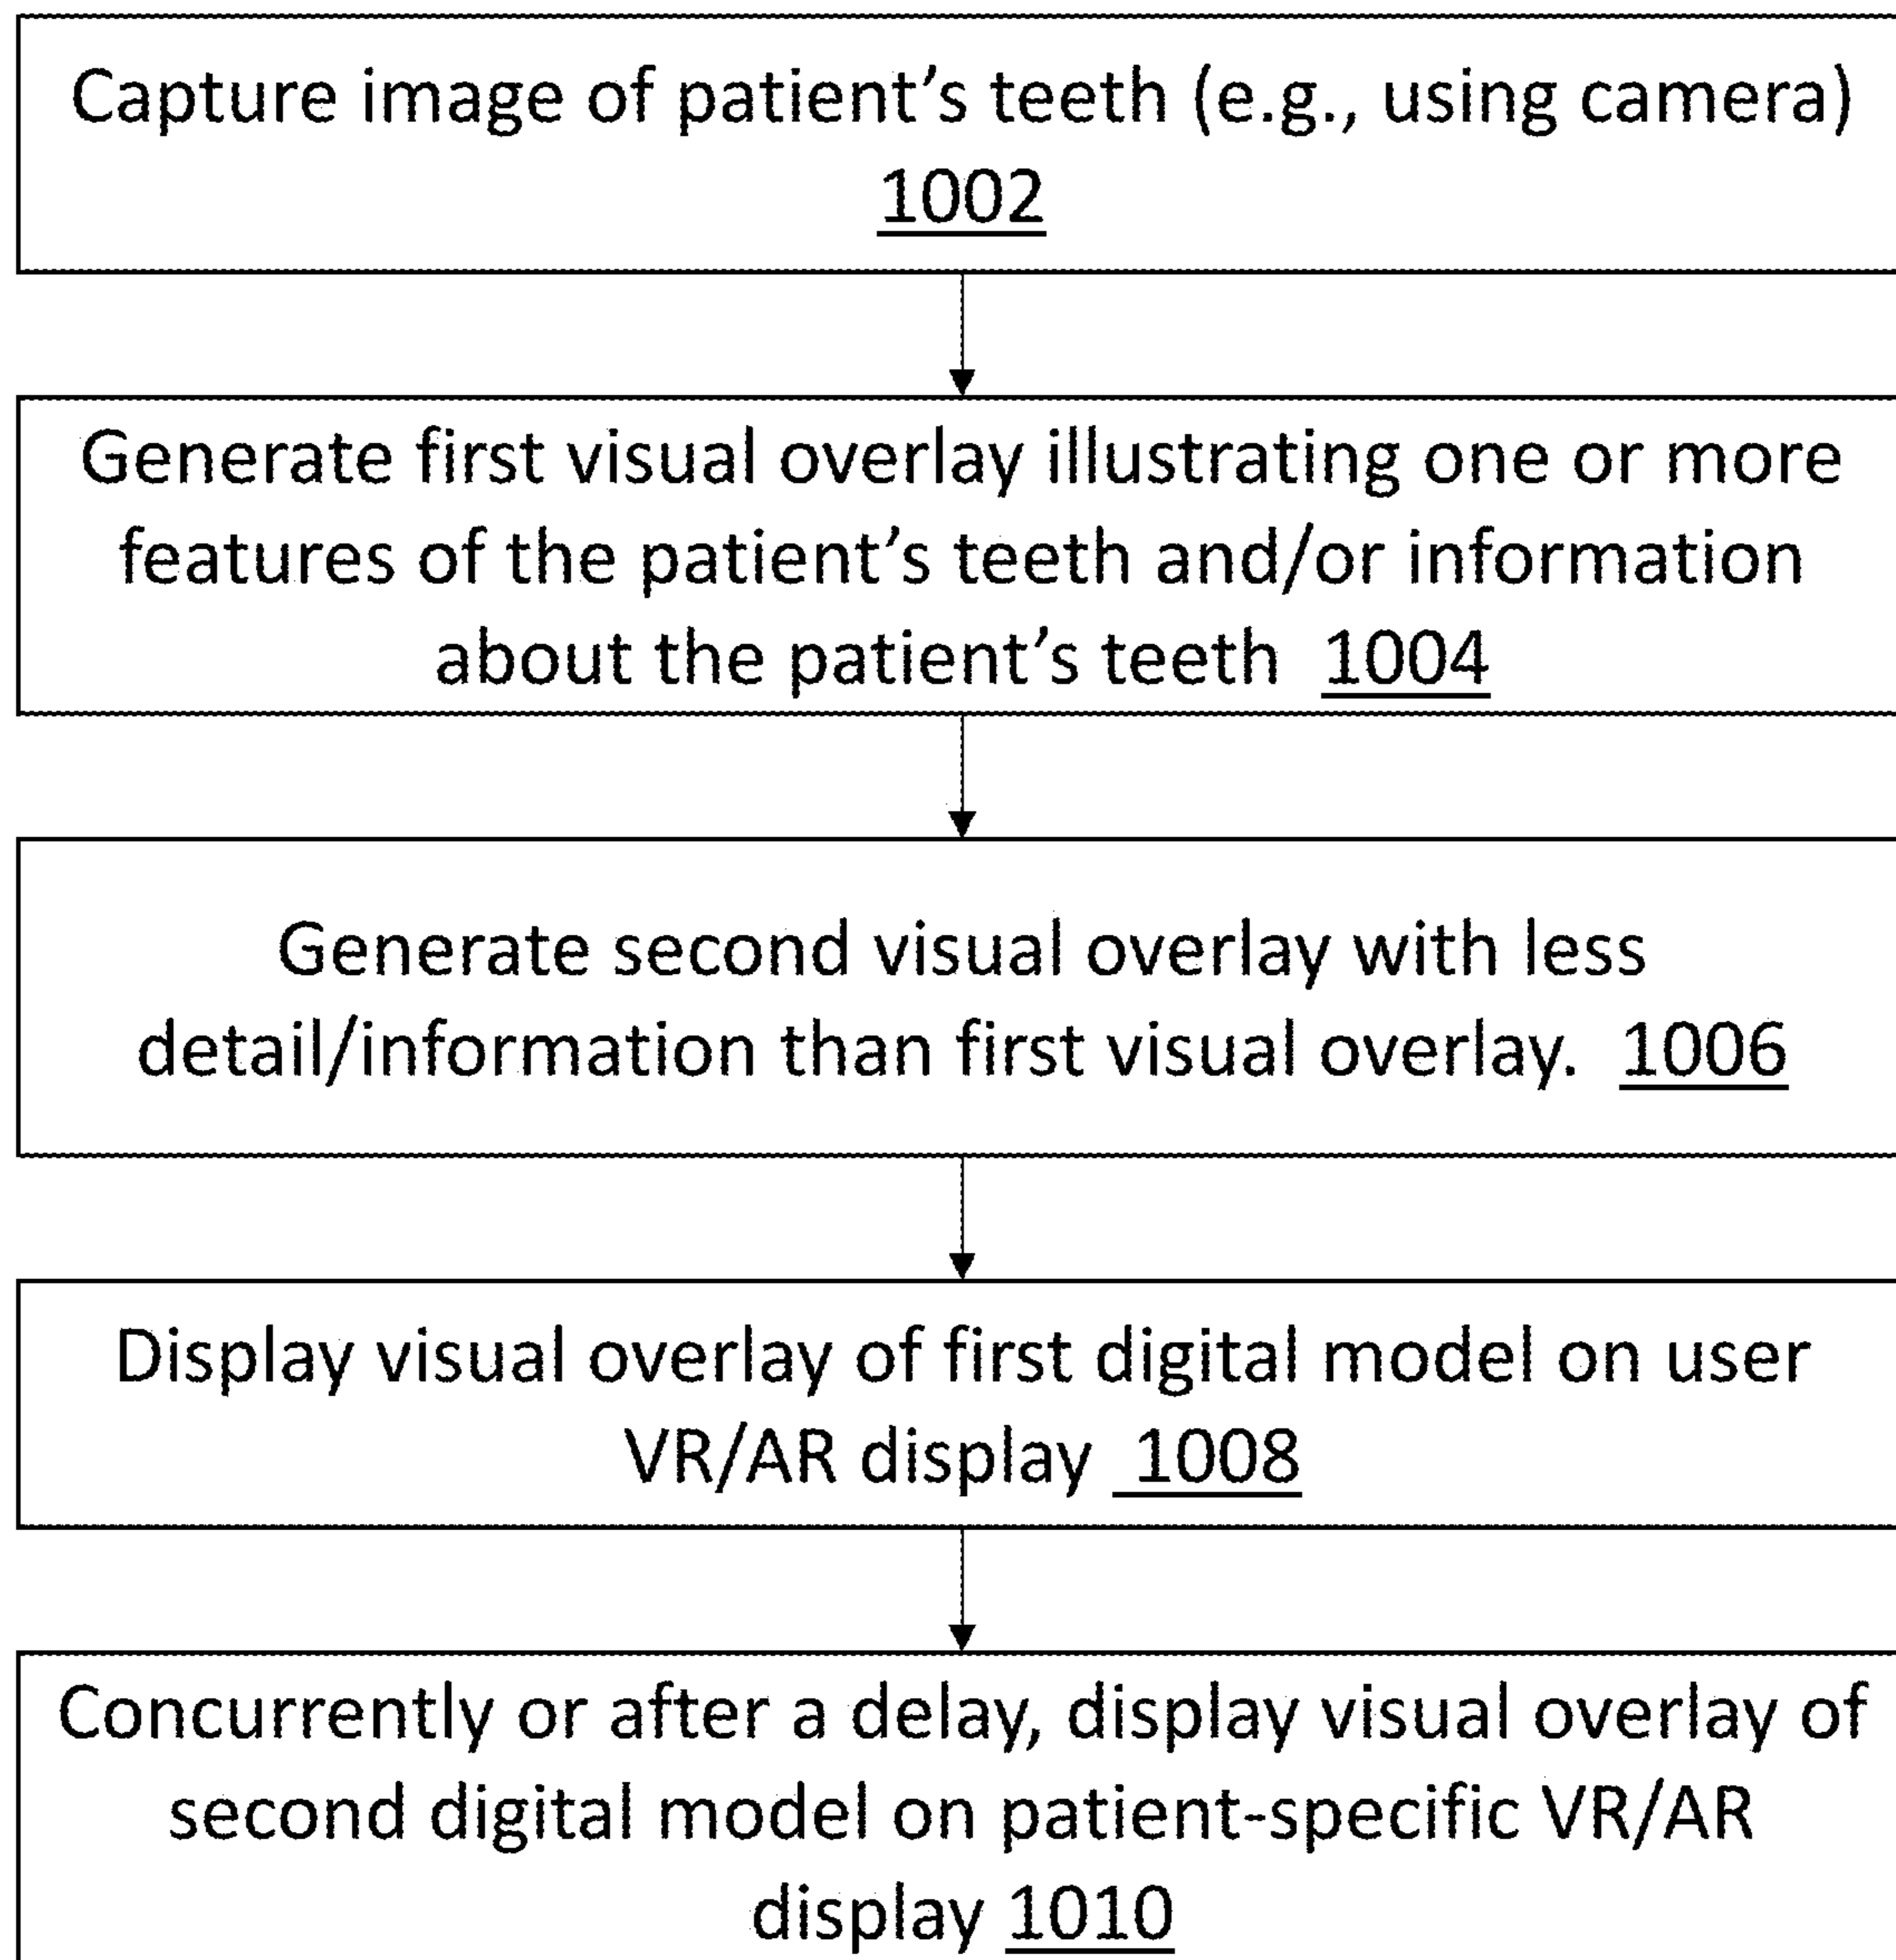 Capture image of patient’s teeth (e.g., using camera)
1002
Generate first visual overlay illustrating one or more
features of the patient’s teeth and/or information
about the patient’s teeth 1004
Generate second visual overlay with less
detail/information than first visual overlay. 1006
Display visual overlay of first digital model on user
VR/AR display 1008
Concurrently or after a delay, display visual overlay of
second digital model on patient-specific VR/AR
display 1010